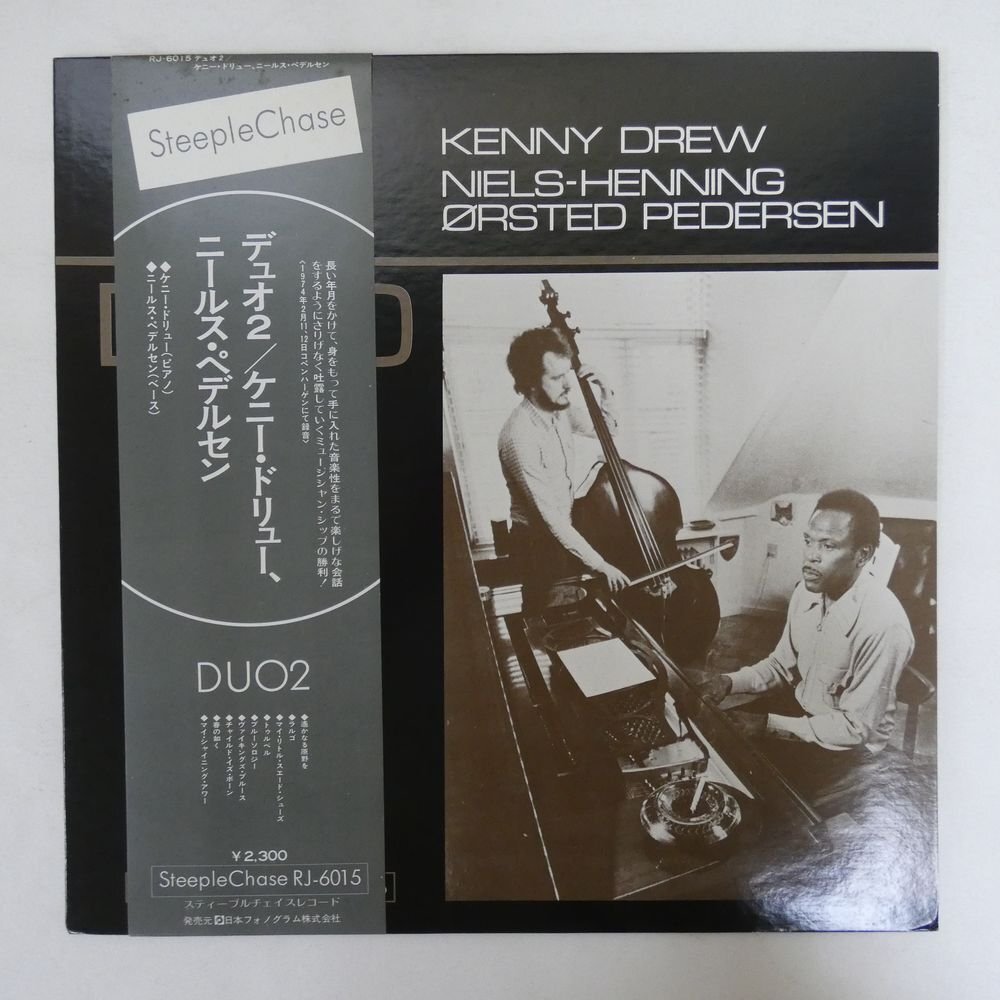 RJ-6015 デュオ2/
ケニー・ドリュー、ニールス・ペデルセン
SteepleChase
デュオ2/ケニー・ドリュー、
ニールス・ペデルセン
長い年月をかけて、身をもって手に入れた音楽性をまるで楽しげな会話
をするようにさりげなく吐露していくミュージシャン・シップの勝利!
(1974年2月11、12日コペンハーゲンにて録音)
◆ケニー・ドリュー(ピアノ)
◆ニールス・ペデルセン(ベース)
DUO2
◆遙かなる原野を
◆ラルゴ
◆マイ・リトル・スエード・シューズ
◆トゥルベル
◆ブルーソロジー
◆ヴァイキングズ・ブルース
◆チャイルド・イズ・ボーン
◆春の如く
◆マイ・シャイニング・アワー
¥2,300
SteepleChase RJ-6015
スティープルチェイスレコード
発売元 日本フォノグラム株式会社
KENNY DREW
NIELS-HENNING
ØRSTED PEDERSEN